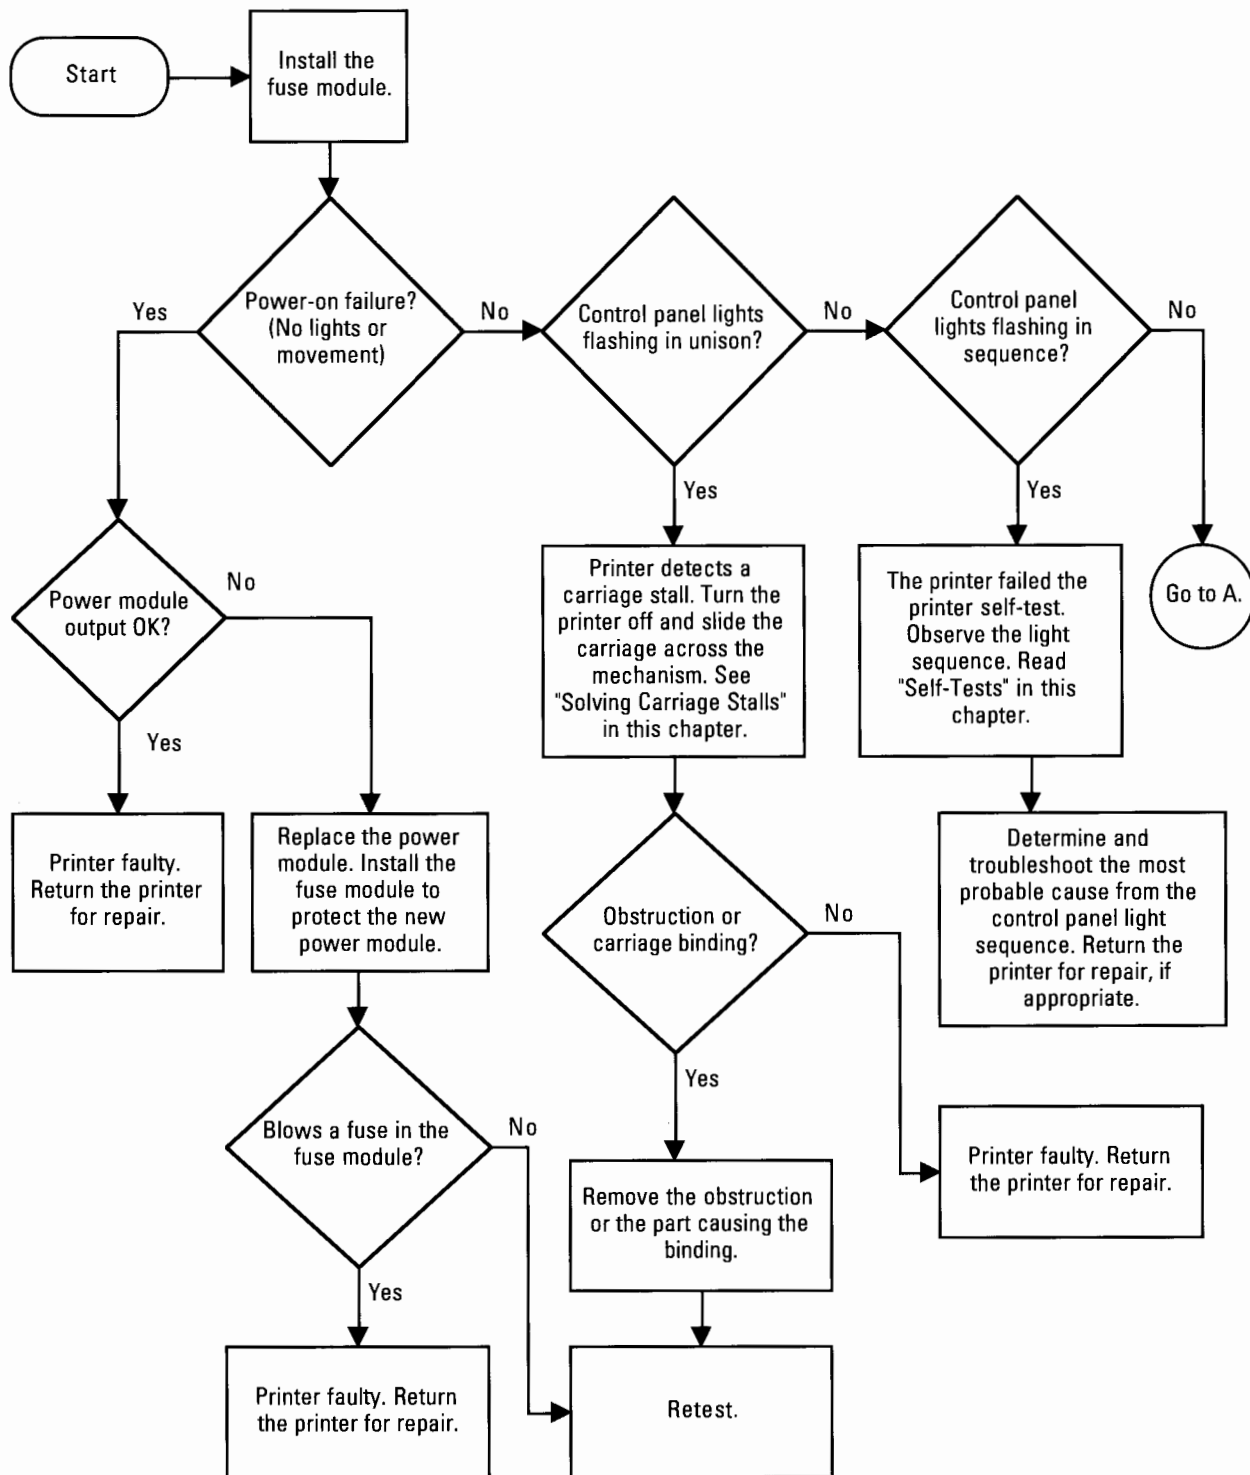 Start
Install the
fuse module.
Power-on failure?
(No lights or
movement)
Yes
No
Control panel lights
flashing in unison?
No
Control panel
lights flashing in
sequence?
No
Yes
Yes
Power module
output OK?
No
Yes
Printer detects a
carriage stall. Turn the
printer off and slide the
carriage across the
mechanism. See
"Solving Carriage Stalls"
in this chapter.
The printer failed the
printer self-test.
Observe the light
sequence. Read
"Self-Tests" in this
chapter.
Go to A.
Printer faulty.
Return the printer
for repair.
Replace the power
module. Install the
fuse module to
protect the new
power module.
Obstruction or
carriage binding?
No
Yes
Determine and
troubleshoot the most
probable cause from the
control panel light
sequence. Return the
printer for repair, if
appropriate.
Blows a fuse in the
fuse module?
No
Yes
Remove the obstruction
or the part causing the
binding.
Printer faulty. Return
the printer for repair.
Printer faulty. Return
the printer for repair.
Retest.